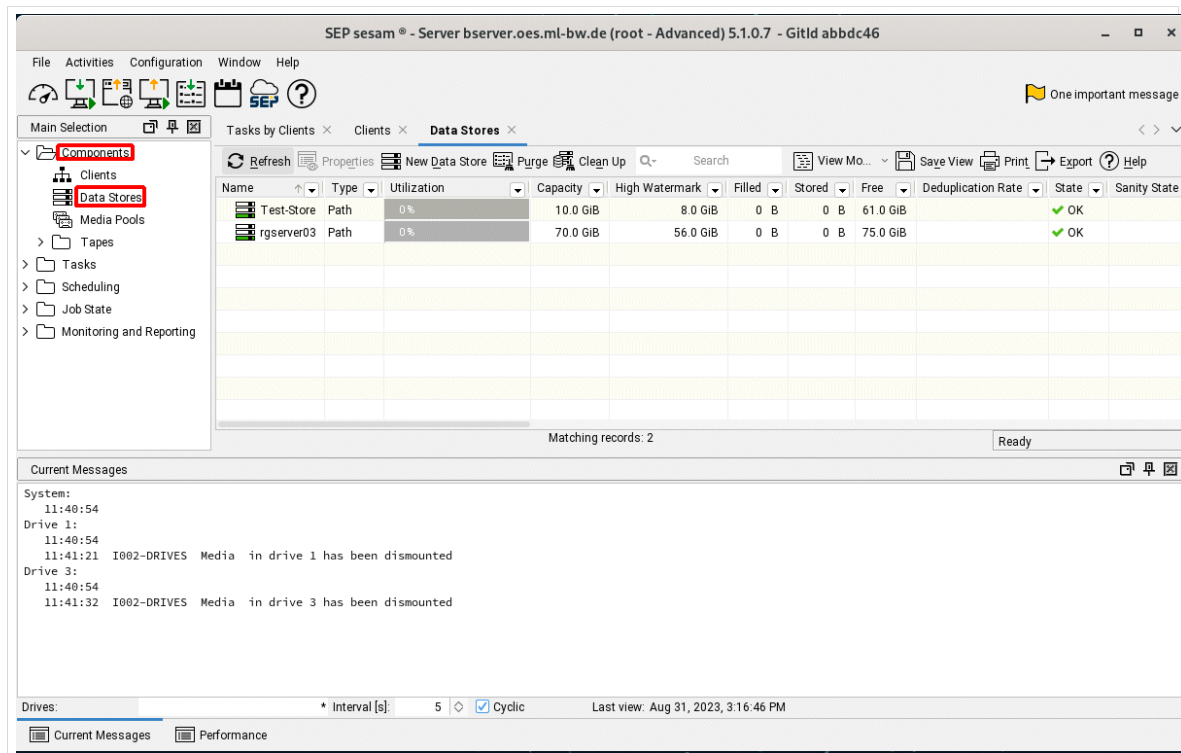 SEP sesam ® - Server bserver.oes.ml-bw.de (root - Advanced) 5.1.0.7 - GitId abbdc46
File Activities Configuration Window Help
SEP One important message
Main Selection
Tasks by Clients Clients Data Stores
Components
Clients
Data Stores
Media Pools
Tapes
Tasks
Scheduling
Job State
Monitoring and Reporting
Refresh Properties New Data Store Purge Clean Up Search View Mo... Save View Print Export Help
Name Type Utilization Capacity High Watermark Filled Stored Free Deduplication Rate State Sanity State
Test-Store Path 0% 10.0 GiB 8.0 GiB 0 B 0 B 61.0 GiB OK
rgserver03 Path 0% 70.0 GiB 56.0 GiB 0 B 0 B 75.0 GiB OK
Matching records: 2
Ready
Current Messages
System:
11:40:54
Drive 1:
11:40:54
11:41:21 I002-DRIVES Media in drive 1 has been dismounted
Drive 3:
11:40:54
11:41:32 I002-DRIVES Media in drive 3 has been dismounted
Drives: * Interval [s]: 5 Cyclic Last view: Aug 31, 2023, 3:16:46 PM
Current Messages Performance